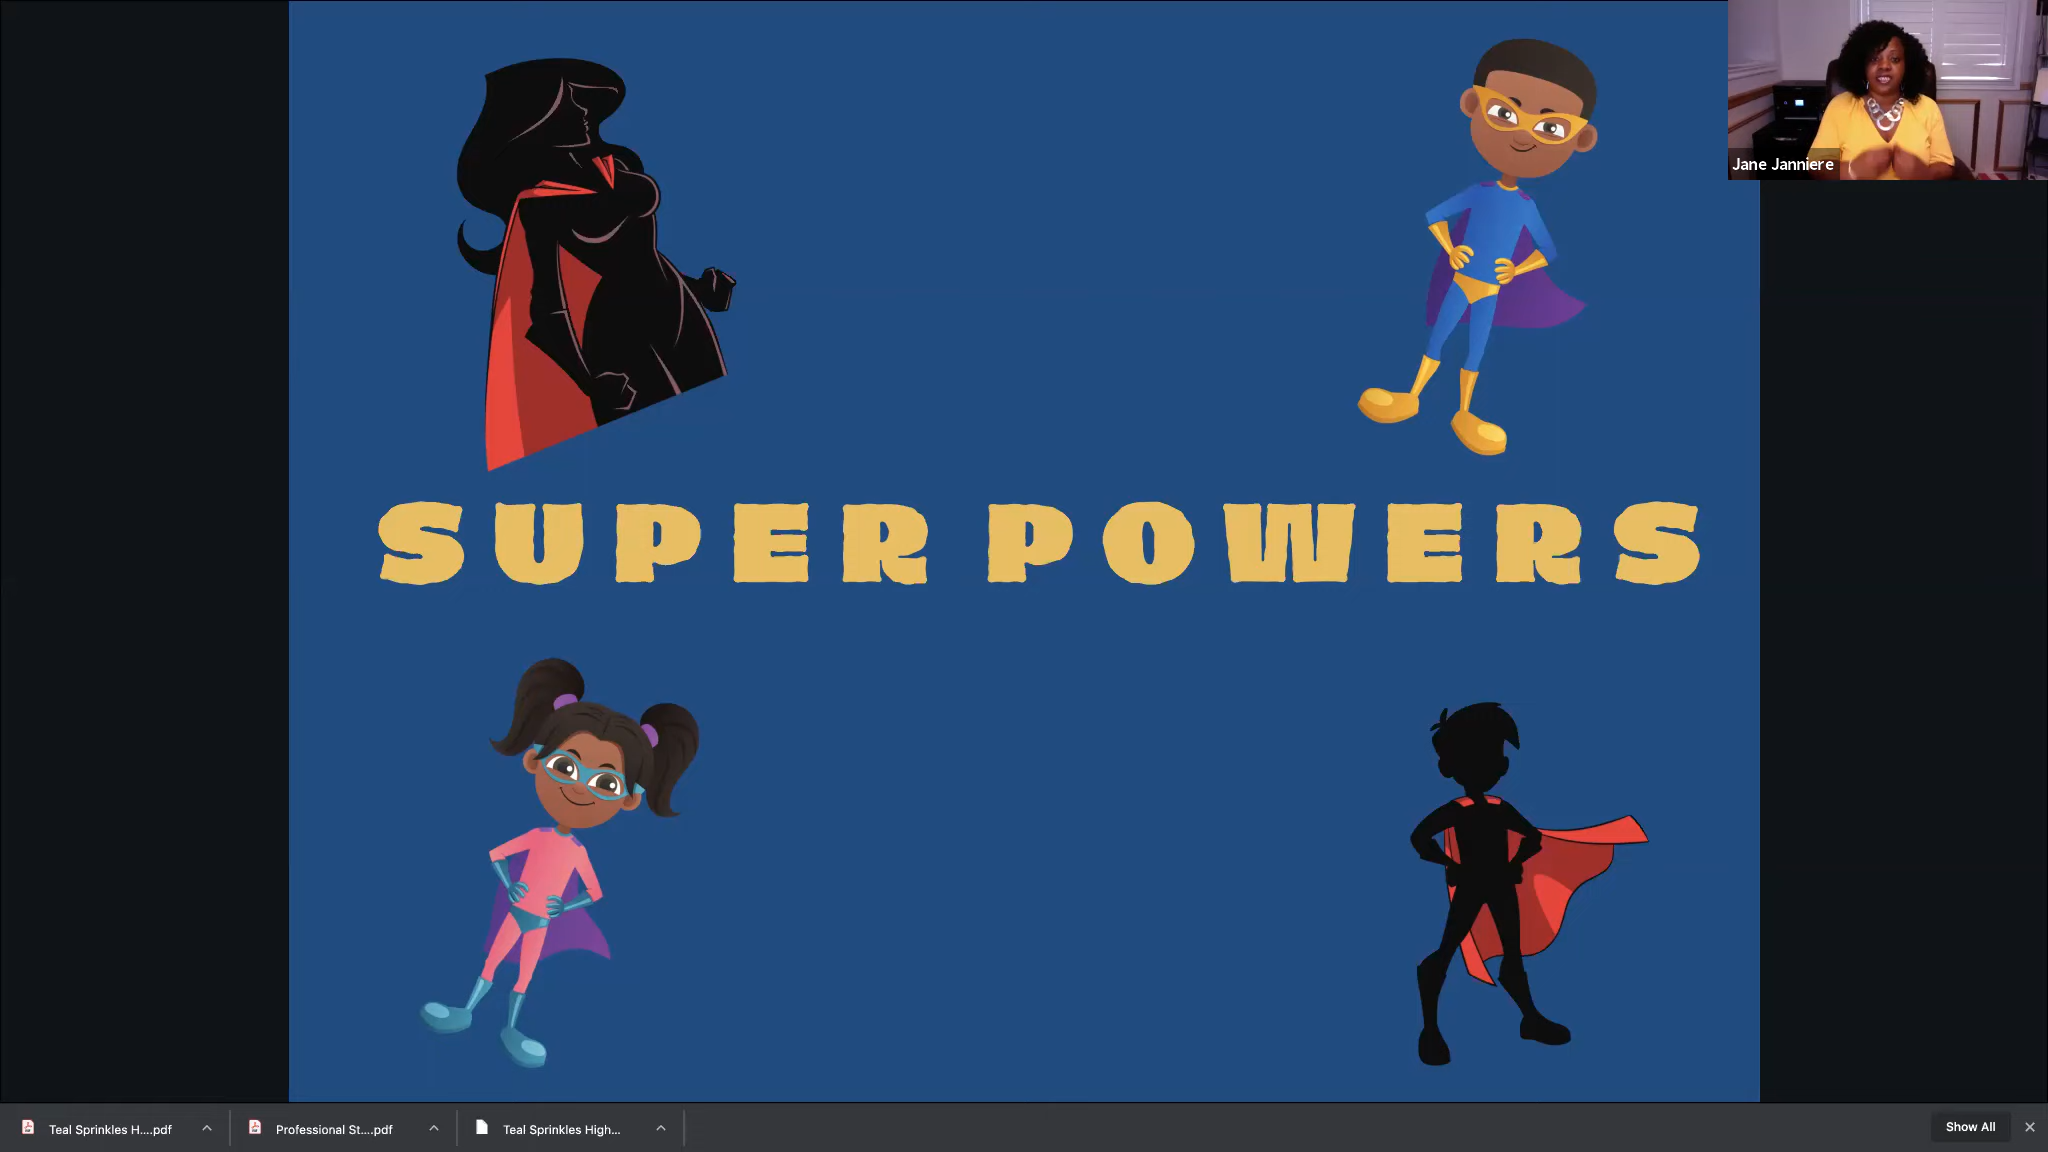 Jane Janniere
SUPER POWERS
Teal Sprinkles H....pdf
Professional St....pdf
Teal Sprinkles High...
Show All